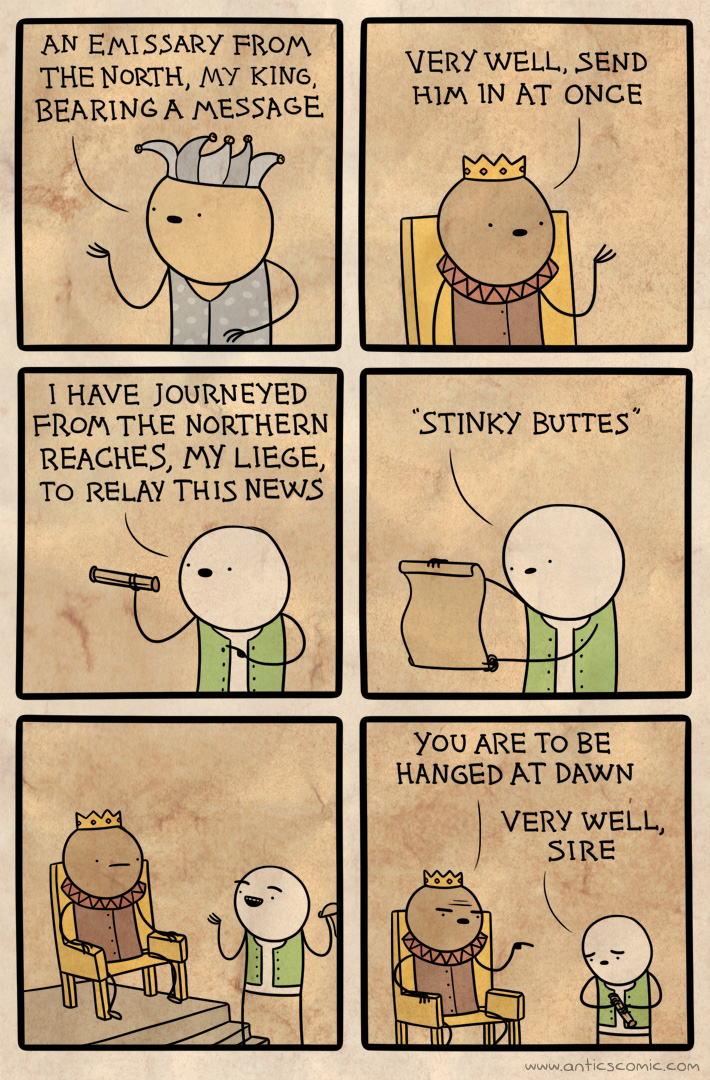 AN EMISSARY FROM
THE NORTH, MY KING,
BEARING A MESSAGE
VERY WELL, SEND
HIM IN AT ONCE
I HAVE JOURNEYED
FROM THE NORTHERN
REACHES, MY LIEGE,
TO RELAY THIS NEWS
"STINKY BUTTES"
YOU ARE TO BE
HANGED AT DAWN
VERY WELL,
SIRE
www.anticscomic.com